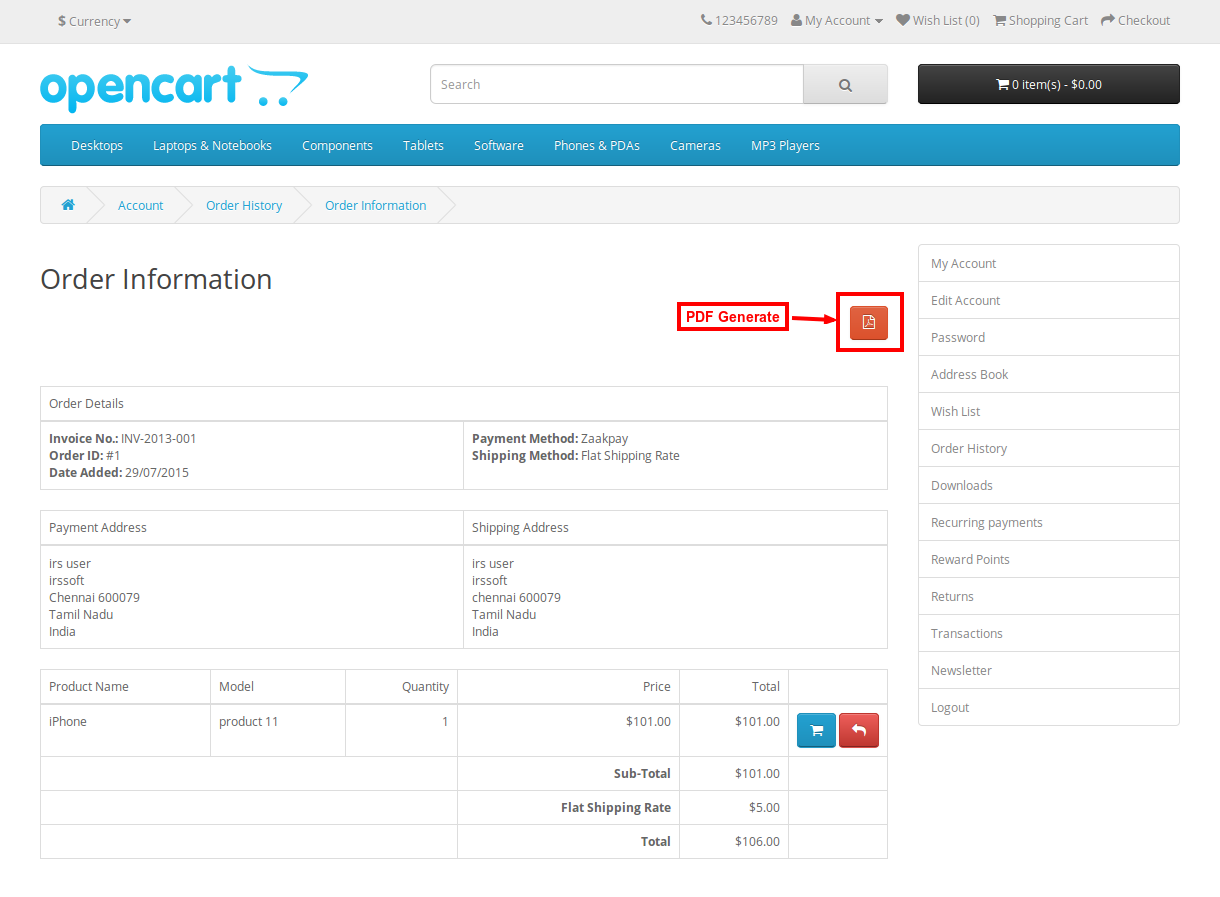 $ Currency
123456789 My Account Wish List (0) Shopping Cart Checkout
opencart
Search
0 item(s) - $0.00
Desktops Laptops & Notebooks Components Tablets Software Phones & PDAs Cameras MP3 Players
Account Order History Order Information
Order Information
PDF Generate
Order Details
Invoice No.: INV-2013-001
Order ID: #1
Date Added: 29/07/2015
Payment Method: Zaakpay
Shipping Method: Flat Shipping Rate
Payment Address
irs user
irssoft
Chennai 600079
Tamil Nadu
India
Shipping Address
irs user
irssoft
chennai 600079
Tamil Nadu
India
Product Name Model Quantity Price Total
iPhone product 11 1 $101.00 $101.00
Sub-Total $101.00
Flat Shipping Rate $5.00
Total $106.00
My Account
Edit Account
Password
Address Book
Wish List
Order History
Downloads
Recurring payments
Reward Points
Returns
Transactions
Newsletter
Logout